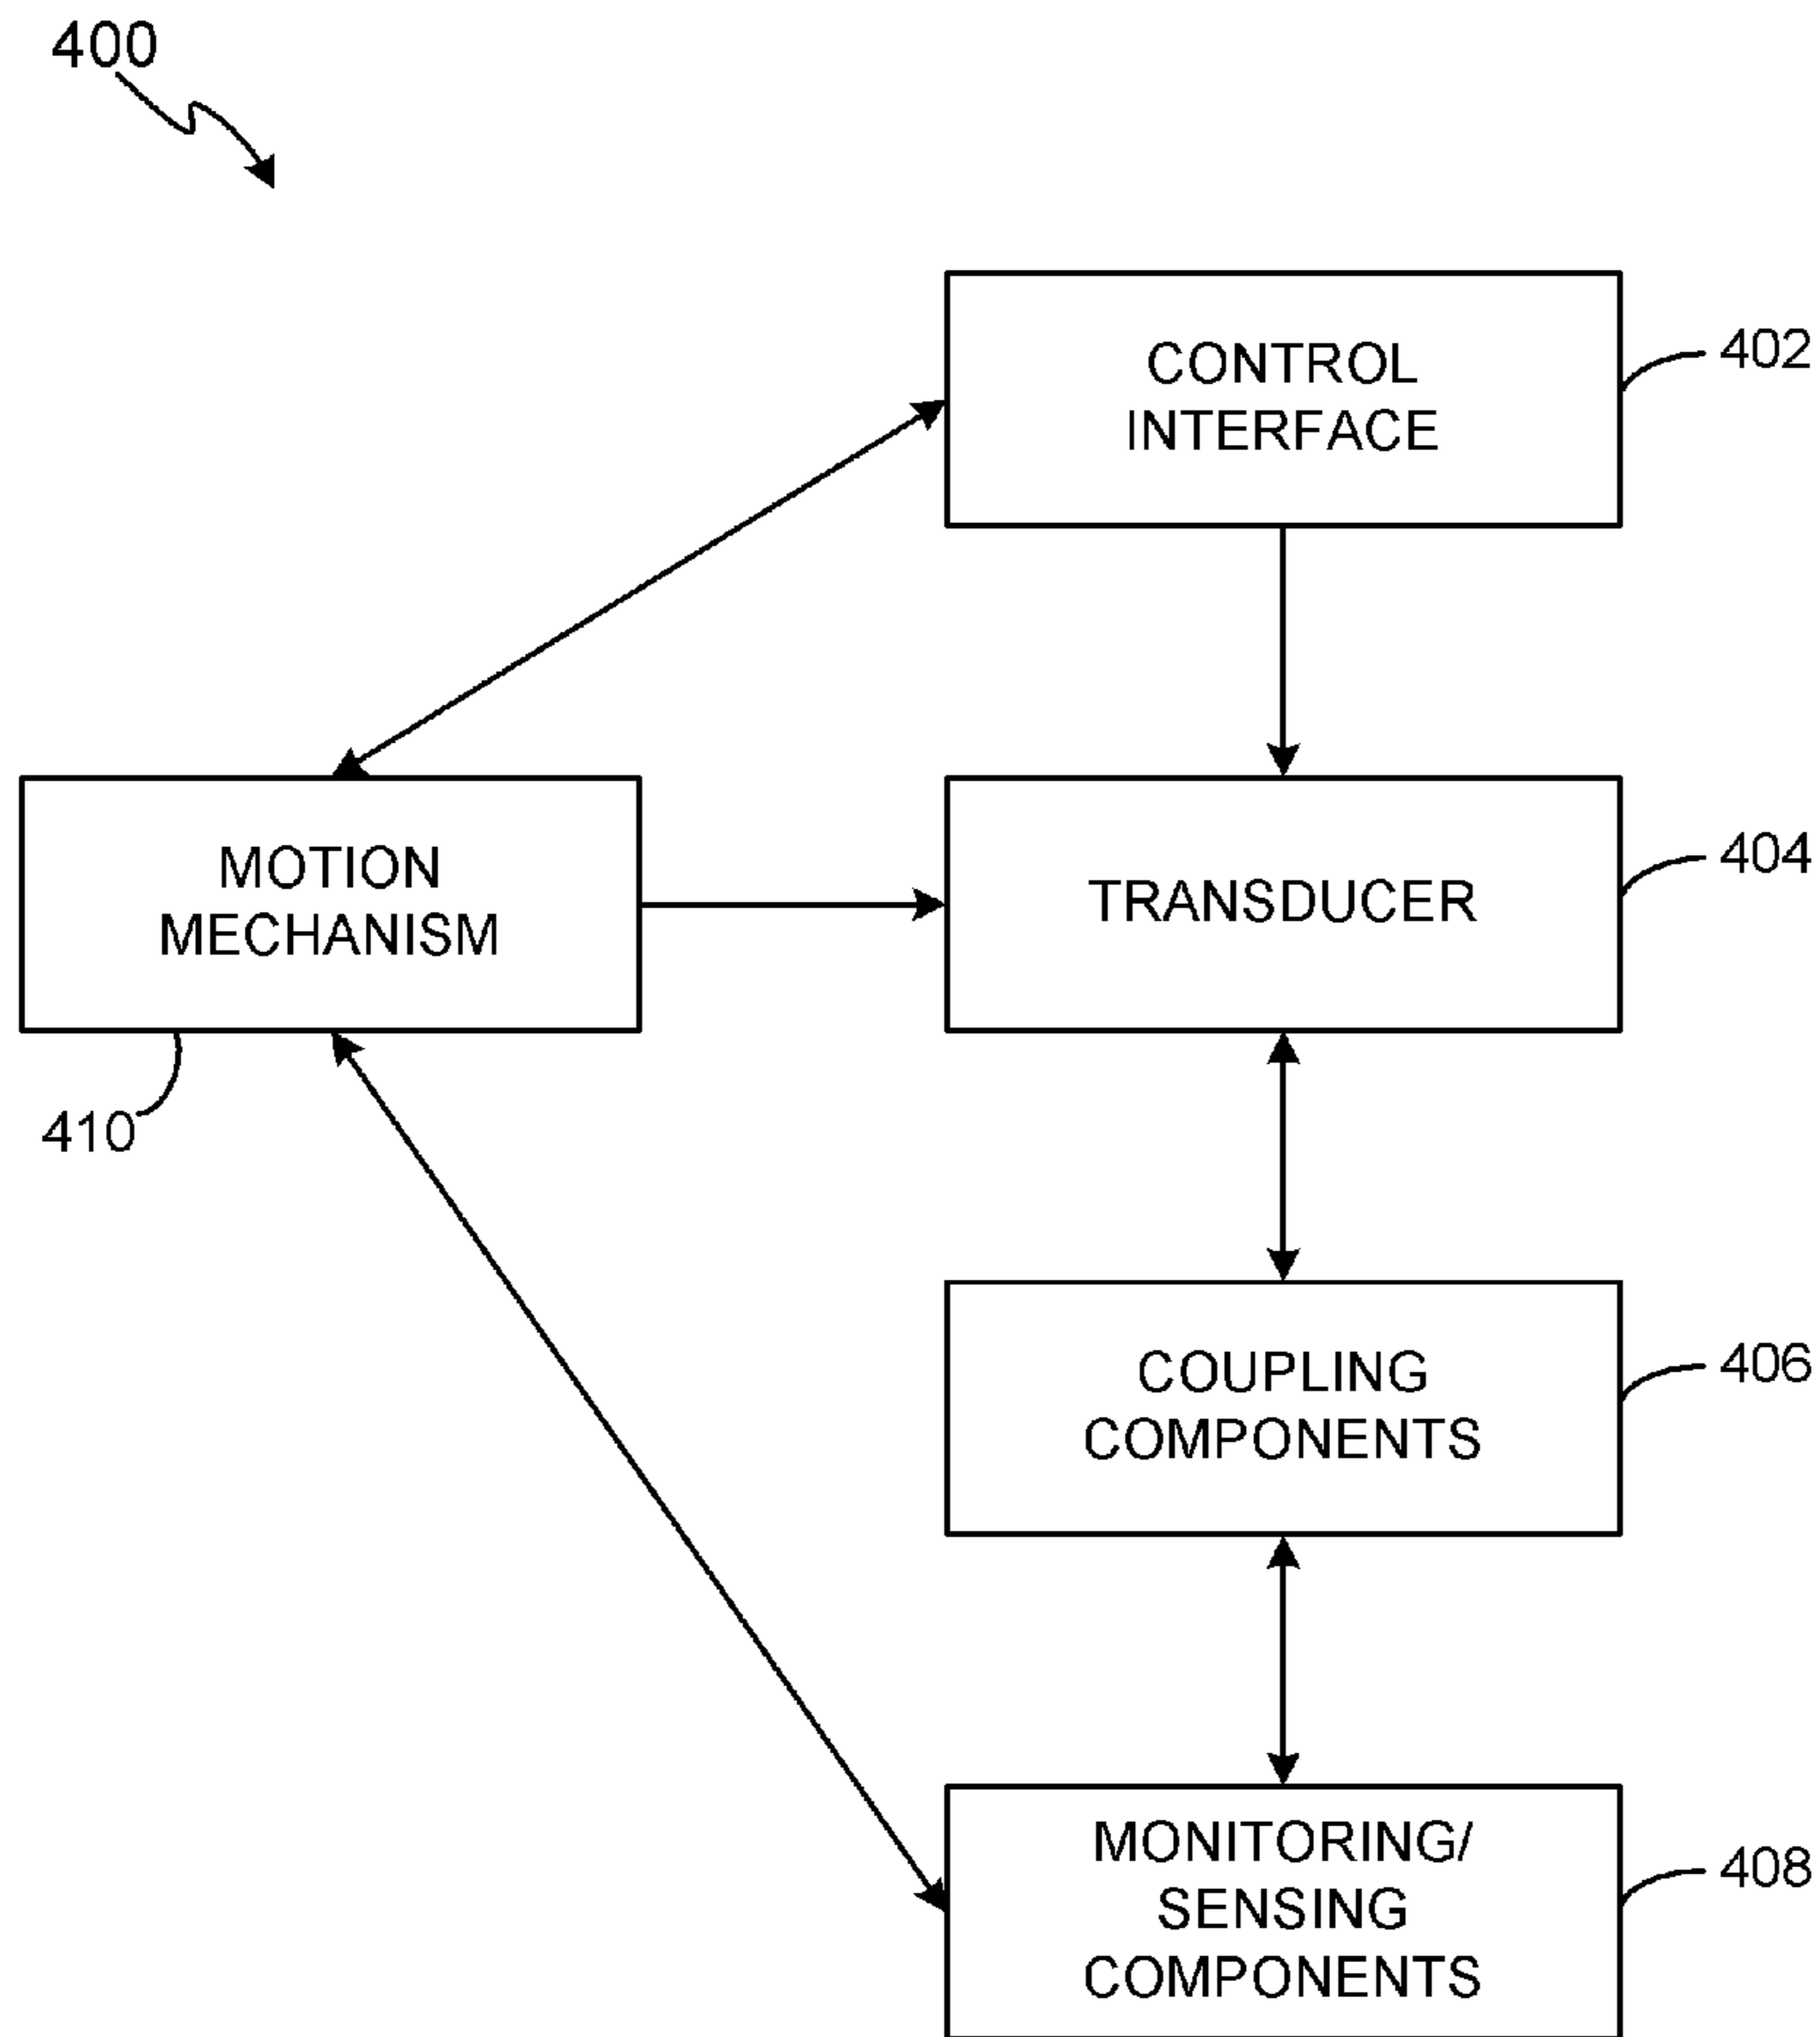 400
CONTROL
INTERFACE
402
MOTION
MECHANISM
410
TRANSDUCER
404
COUPLING
COMPONENTS
406
MONITORING/
SENSING
COMPONENTS
408